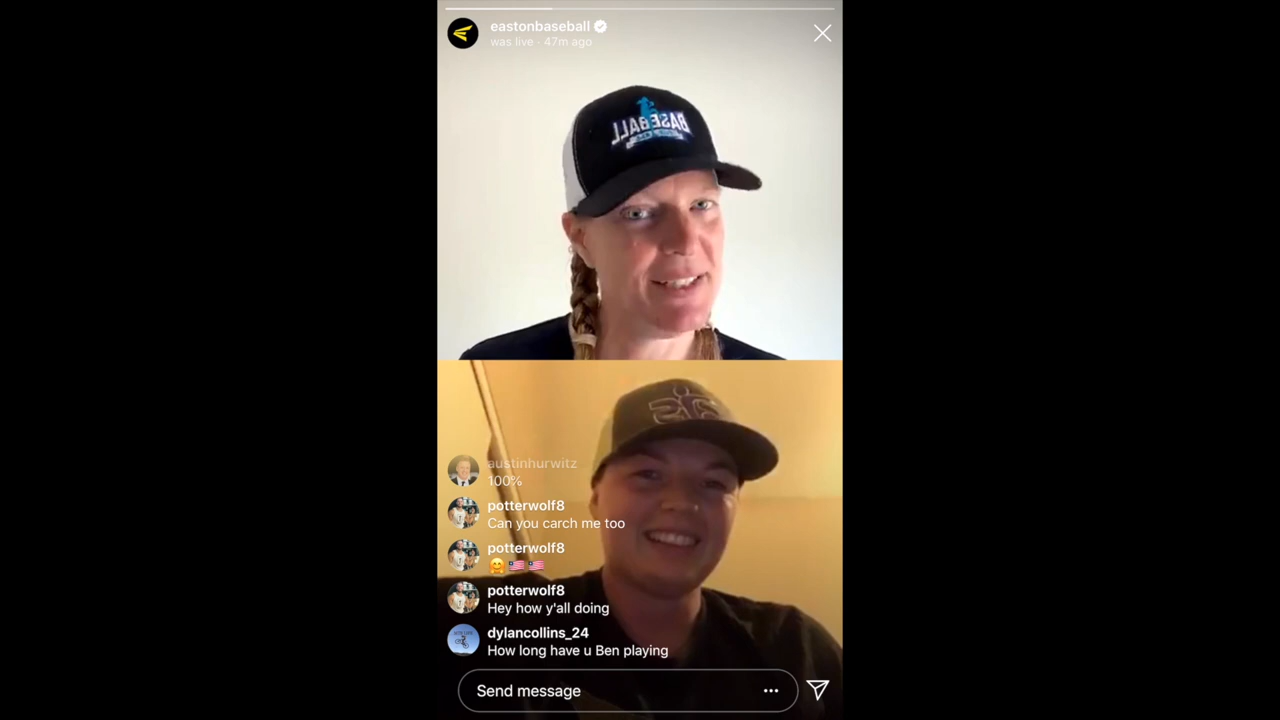 eastonbaseball
was live · 47m ago
BASEBALL
austinhurwitz
100%
potterwolf8
Can you carch me too
potterwolf8
🤗🇱🇷🇱🇷
potterwolf8
Hey how y'all doing
dylancollins_24
How long have u Ben playing
Send message